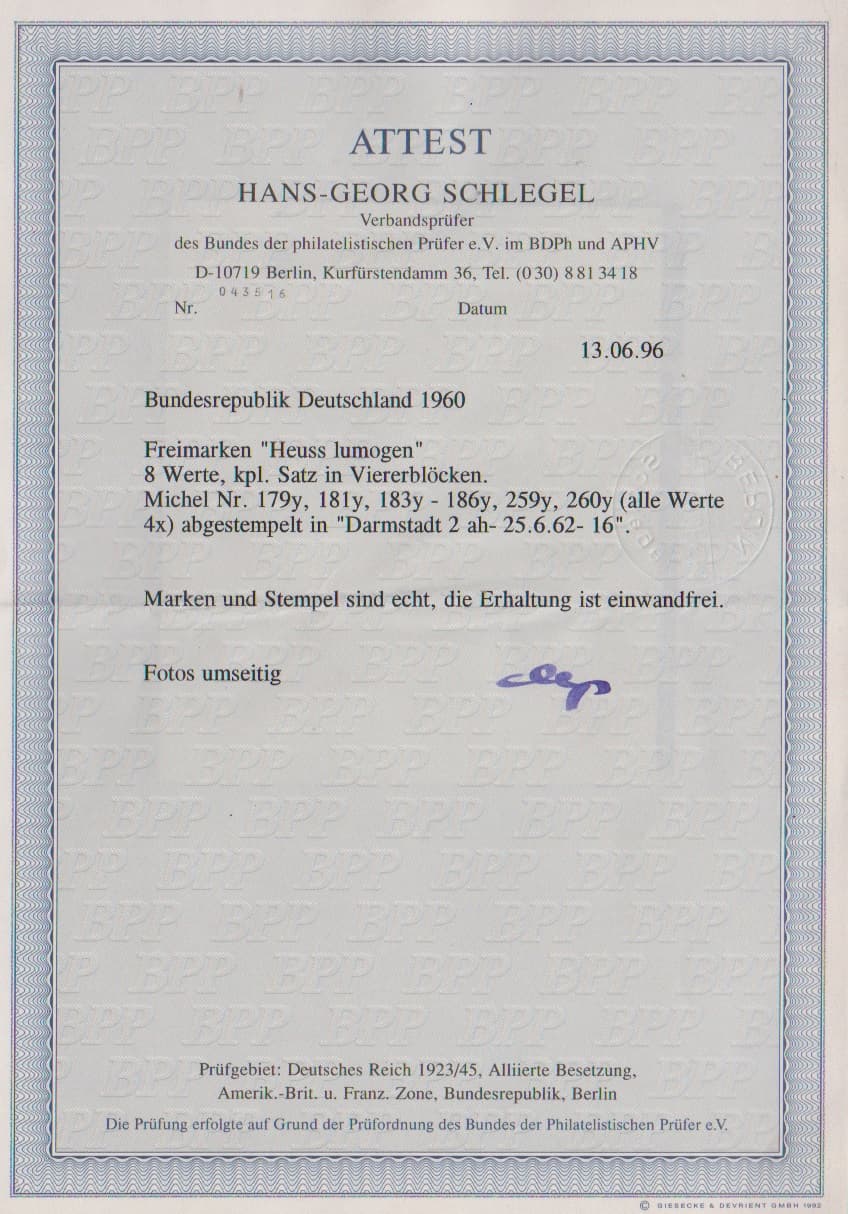 ATTEST
HANS-GEORG SCHLEGEL
Verbandsprüfer
des Bundes der philatelistischen Prüfer e.V. im BDPh und APHV
D-10719 Berlin, Kurfürstendamm 36, Tel. (030) 8 81 34 18
043516
Nr. Datum
13.06.96
Bundesrepublik Deutschland 1960
Freimarken "Heuss lumogen"
8 Werte, kpl. Satz in Viererblöcken.
Michel Nr. 179y, 181y, 183y - 186y, 259y, 260y (alle Werte
4x) abgestempelt in "Darmstadt 2 ah- 25.6.62- 16".
Marken und Stempel sind echt, die Erhaltung ist einwandfrei.
Fotos umseitig
Prüfgebiet: Deutsches Reich 1923/45, Alliierte Besetzung,
Amerik.-Brit. u. Franz. Zone, Bundesrepublik, Berlin
Die Prüfung erfolgte auf Grund der Prüfordnung des Bundes der Philatelistischen Prüfer e.V.
© GIESECKE & DEVRIENT GMBH 1992